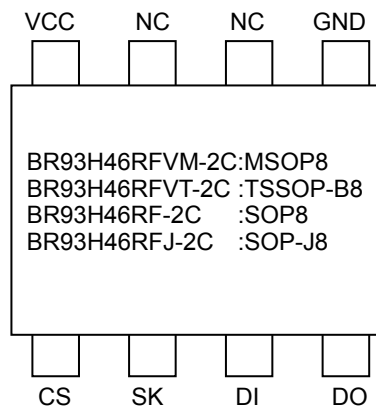 VCC NC NC GND
BR93H46RFVM-2C:MSOP8
BR93H46RFVT-2C :TSSOP-B8
BR93H46RF-2C :SOP8
BR93H46RFJ-2C :SOP-J8
CS SK DI DO